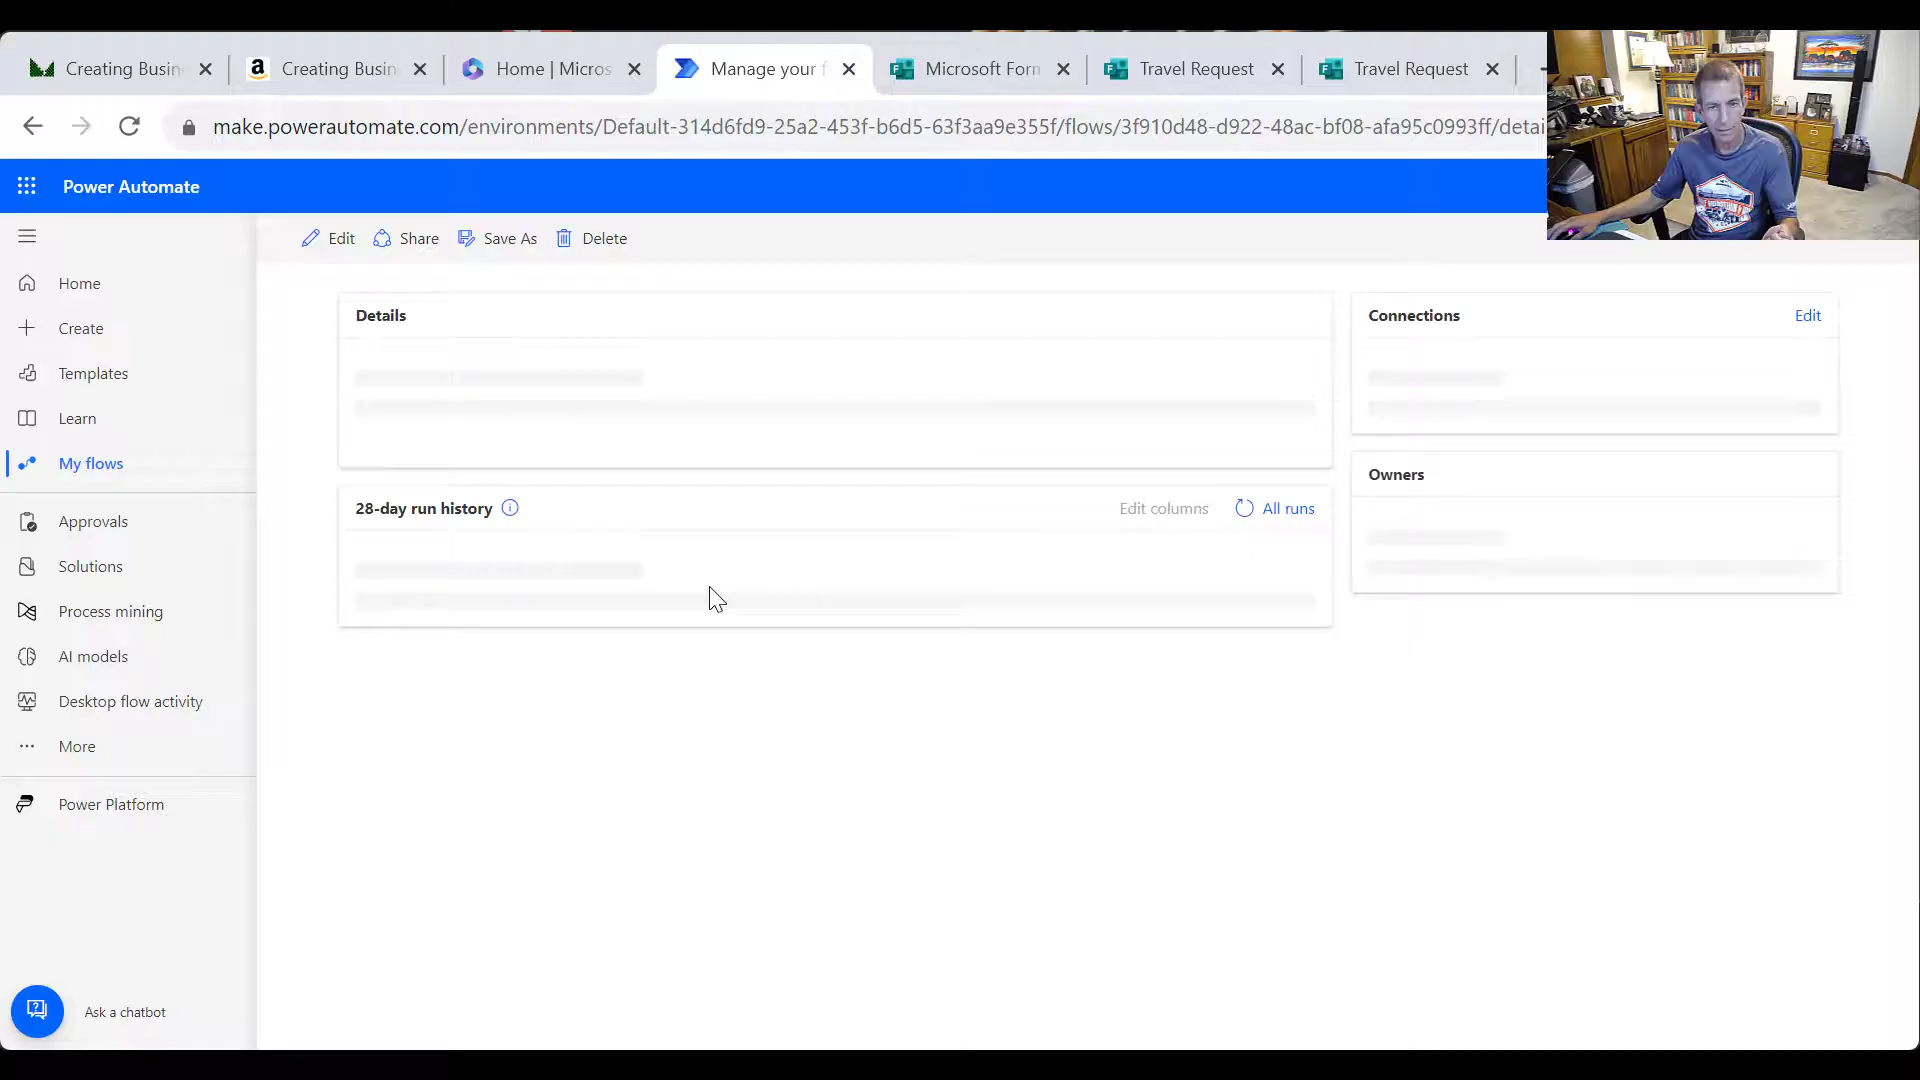 Creating Busin
Creating Busin
Home | Micros
Manage your f
Microsoft Form
Travel Request
Travel Request
make.powerautomate.com/environments/Default-314d6fd9-25a2-453f-b6d5-63f3aa9e355f/flows/3f910d48-d922-48ac-bf08-afa95c0993ff/detai
Power Automate
Edit
Share
Save As
Delete
Home
Create
Templates
Learn
My flows
Approvals
Solutions
Process mining
AI models
Desktop flow activity
More
Power Platform
Ask a chatbot
Details
28-day run history
Edit columns
All runs
Connections
Edit
Owners